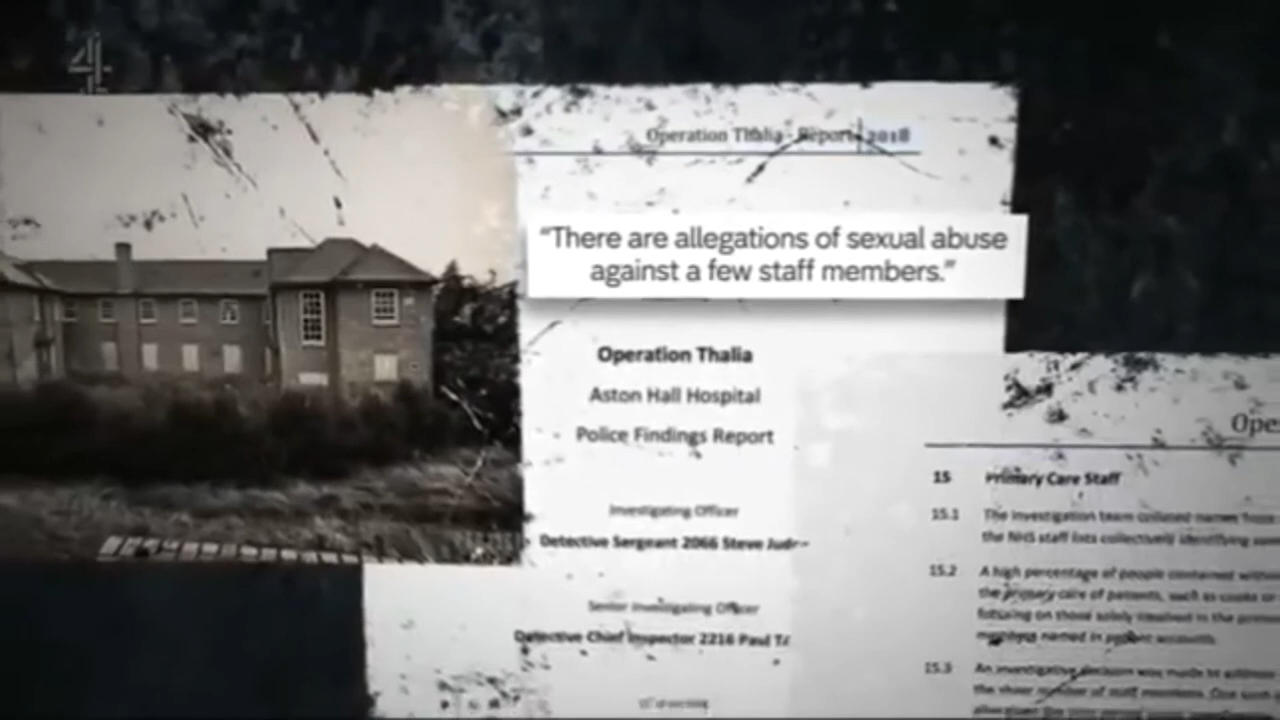 4
Operation Thalia - Report 2018
“There are allegations of sexual abuse
against a few staff members.”
Operation Thalia
Aston Hall Hospital
Police Findings Report
Investigating Officer
Detective Sergeant 2066 Steve
Senior Investigating Officer
Detective Chief Inspector 2216 Paul
15 Primary Care Staff
15.1 The investigation team collated names from
the NHS staff lists collectively identifying
15.2 A high percentage of people contained within
the primary care of patients, such as cooks or
focusing on those solely involved in the
members named in patient accounts.
15.3 An investigative decision was made to address
the sheer number of staff members. One such